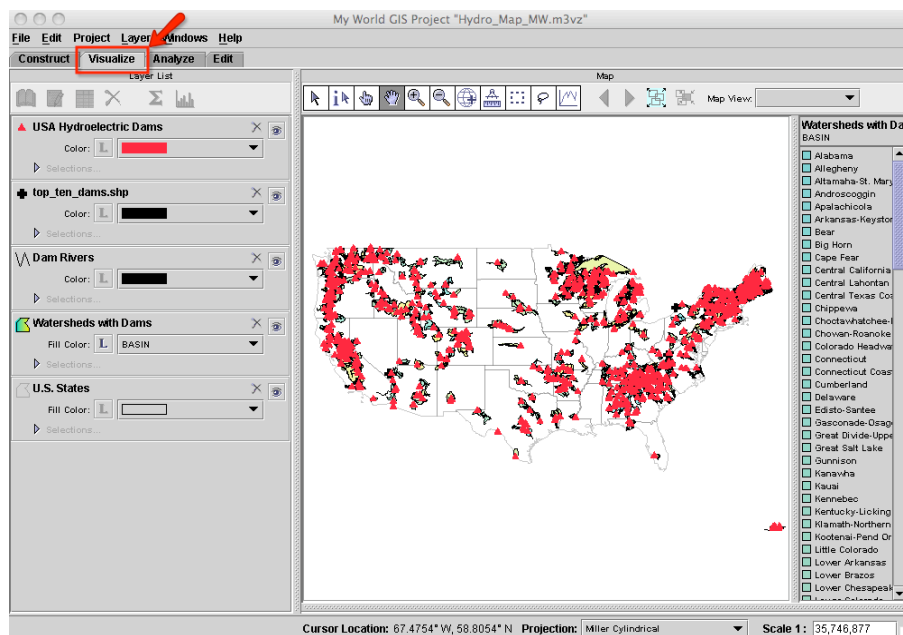 My World GIS Project "Hydro_Map_MW.m3vz"
File Edit Project Layer Windows Help
Construct Visualize Analyze Edit
Layer List
Map
Map View:
USA Hydroelectric Dams
Color: L
Selections...
top_ten_dams.shp
Color: L
Selections...
Dam Rivers
Color: L
Selections...
Watersheds with Dams
Fill Color: L BASIN
Selections...
U.S. States
Fill Color: L
Selections...
Watersheds with Da
BASIN
Alabama
Allegheny
Altamaha-St. Mary
Androscoggin
Apalachicola
Arkansas-Keystor
Bear
Big Horn
Cape Fear
Central California
Central Lahontan
Central Texas Coa
Chippewa
Choctawhatchee-I
Chowan-Roanoke
Colorado Headwa
Connecticut
Connecticut Coas
Cumberland
Delaware
Edisto-Santee
Gasconade-Osag
Great Divide-Uppe
Great Salt Lake
Gunnison
Kanawha
Kauai
Kennebec
Kentucky-Licking
Klamath-Northern
Kootenai-Pend Or
Little Colorado
Lower Arkansas
Lower Brazos
Lower Chesapeak
Cursor Location: 67.4754° W, 58.8054° N Projection: Miller Cylindrical Scale 1: 35,746,877